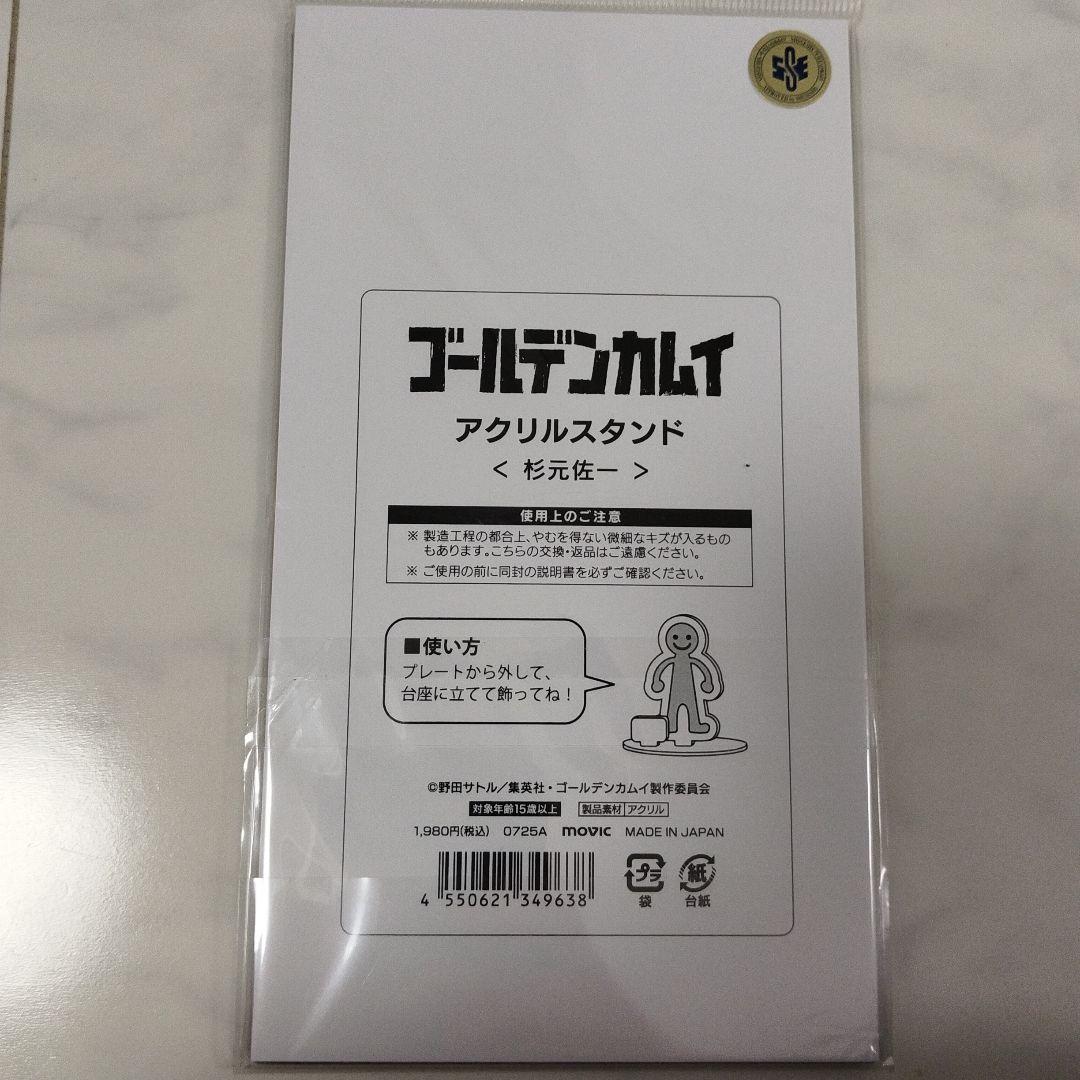 SSE
ゴールデンカムイ
アクリルスタンド
< 杉元佐一 >
使用上のご注意
※ 製造工程の都合上、やむを得ない微細なキズが入るもの
もあります。こちらの交換・返品はご遠慮ください。
※ ご使用の前に同封の説明書を必ずご確認ください。
■使い方
プレートから外して、
台座に立てて飾ってね！
©野田サトル／集英社・ゴールデンカムイ製作委員会
対象年齢15歳以上 製品素材 アクリル
1,980円(税込) 0725A movic MADE IN JAPAN
4 550621 349638
プラ 紙
袋 台紙